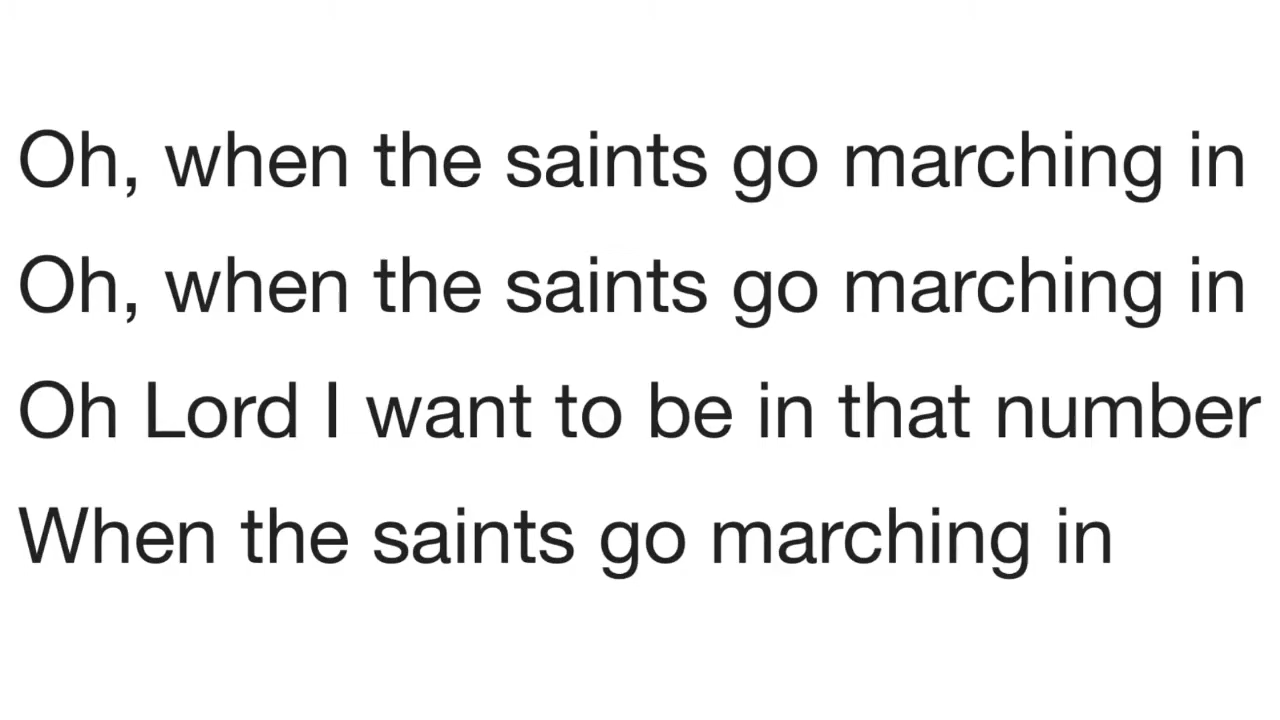 Oh, when the saints go marching in
Oh, when the saints go marching in
Oh Lord I want to be in that number
When the saints go marching in